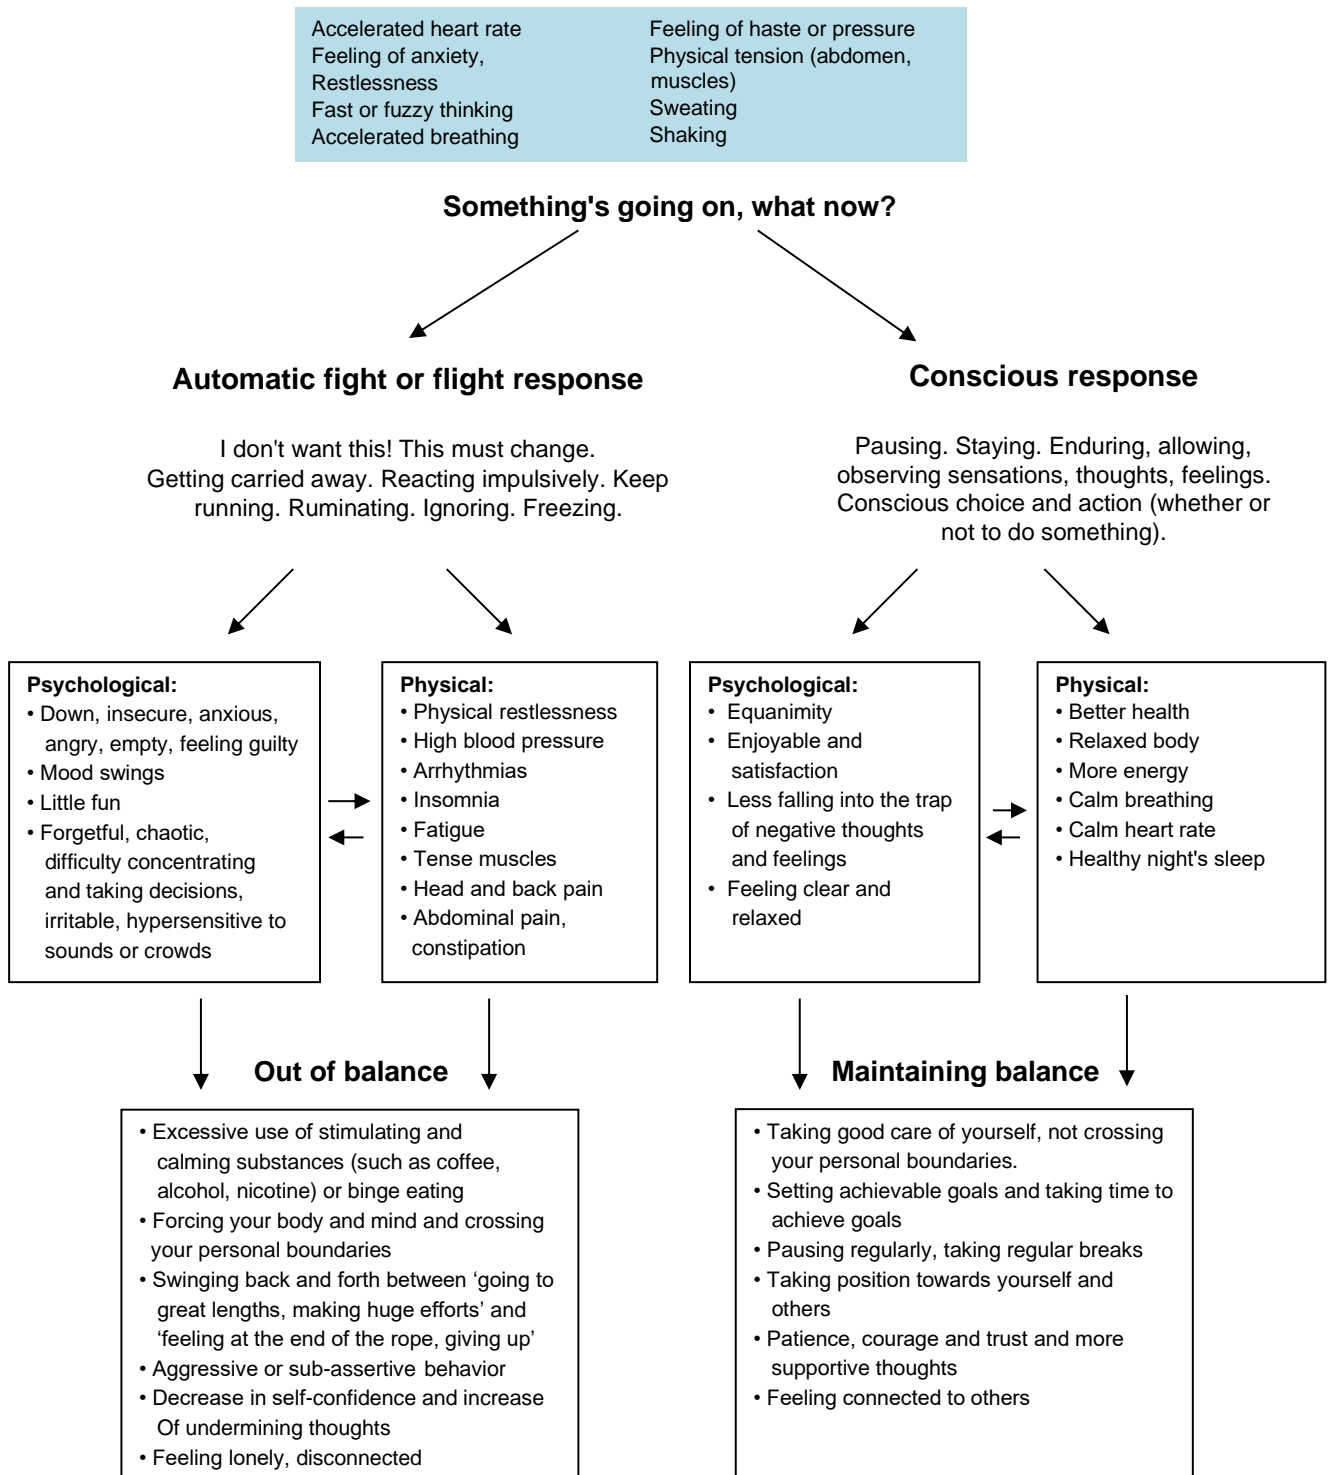 Accelerated heart rate
Feeling of anxiety,
Restlessness
Fast or fuzzy thinking
Accelerated breathing
Feeling of haste or pressure
Physical tension (abdomen,
muscles)
Sweating
Shaking
Something's going on, what now?
Automatic fight or flight response
I don't want this! This must change.
Getting carried away. Reacting impulsively. Keep
running. Ruminating. Ignoring. Freezing.
Conscious response
Pausing. Staying. Enduring, allowing,
observing sensations, thoughts, feelings.
Conscious choice and action (whether or
not to do something).
Psychological:
• Down, insecure, anxious,
angry, empty, feeling guilty
• Mood swings
• Little fun
• Forgetful, chaotic,
difficulty concentrating
and taking decisions,
irritable, hypersensitive to
sounds or crowds
Physical:
• Physical restlessness
• High blood pressure
• Arrhythmias
• Insomnia
• Fatigue
• Tense muscles
• Head and back pain
• Abdominal pain,
constipation
Psychological:
• Equanimity
• Enjoyable and
satisfaction
• Less falling into the trap
of negative thoughts
and feelings
• Feeling clear and
relaxed
Physical:
• Better health
• Relaxed body
• More energy
• Calm breathing
• Calm heart rate
• Healthy night's sleep
Out of balance
• Excessive use of stimulating and
calming substances (such as coffee,
alcohol, nicotine) or binge eating
• Forcing your body and mind and crossing
your personal boundaries
• Swinging back and forth between ‘going to
great lengths, making huge efforts’ and
‘feeling at the end of the rope, giving up’
• Aggressive or sub-assertive behavior
• Decrease in self-confidence and increase
Of undermining thoughts
• Feeling lonely, disconnected
Maintaining balance
• Taking good care of yourself, not crossing
your personal boundaries.
• Setting achievable goals and taking time to
achieve goals
• Pausing regularly, taking regular breaks
• Taking position towards yourself and
others
• Patience, courage and trust and more
supportive thoughts
• Feeling connected to others